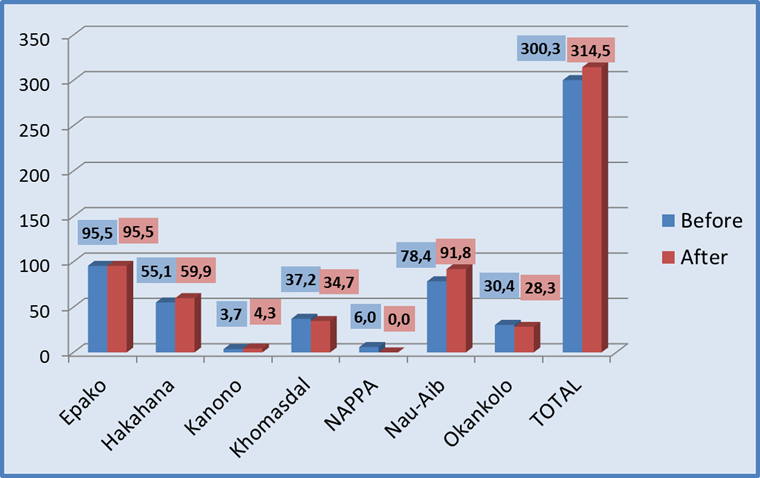 350
300
250
200
150
100
50
0
95,5 95,5
55,1 59,9
3,7 4,3
37,2 34,7
6,0 0,0
78,4 91,8
30,4 28,3
300,3 314,5
Epako
Hakahana
Kanono
Khomasdal
NAPPA
Nau-Aib
Okankolo
TOTAL
Before
After